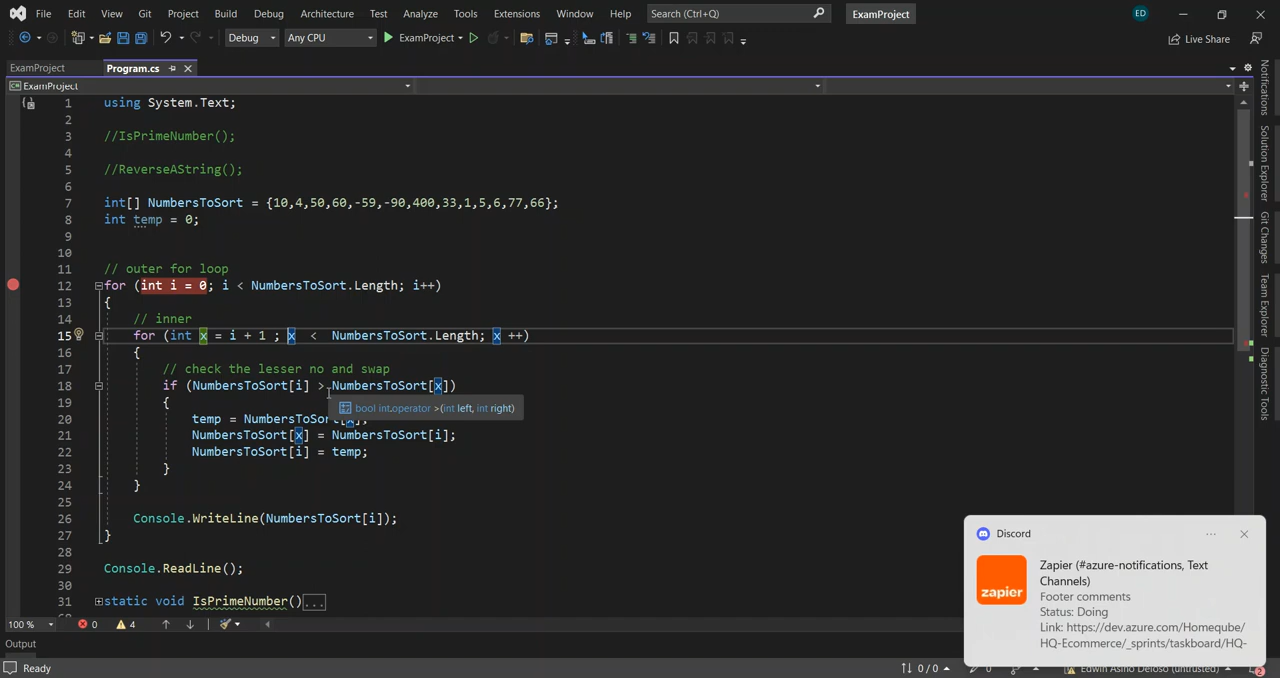 File Edit View Git Project Build Debug Architecture Test Analyze Tools Extensions Window Help Search (Ctrl+Q) ExamProject ED
Debug Any CPU ExamProject Live Share
ExamProject Program.cs
ExamProject
1 using System.Text;
2
3 //IsPrimeNumber();
4
5 //ReverseAString();
6
7 int[] NumbersToSort = {10,4,50,60,-59,-90,400,33,1,5,6,77,66};
8 int temp = 0;
9
10
11 // outer for loop
12 for (int i = 0; i < NumbersToSort.Length; i++)
13 {
14 // inner
15 for (int x = i + 1 ; x < NumbersToSort.Length; x ++)
16 {
17 // check the lesser no and swap
18 if (NumbersToSort[i] > NumbersToSort[x])
19 {
bool int.operator >(int left, int right)
20 temp = NumbersToSort[x];
21 NumbersToSort[x] = NumbersToSort[i];
22 NumbersToSort[i] = temp;
23 }
24 }
25
26 Console.WriteLine(NumbersToSort[i]);
27 }
28
29 Console.ReadLine();
30
31 static void IsPrimeNumber()...
100 % 0 4
Output
Ready 0 / 0 0 Edwin Asino Deloso (untrusted) 2
Notifications
Solution Explorer
Git Changes
Team Explorer
Diagnostic Tools
Discord
zapier
Zapier (#azure-notifications, Text
Channels)
Footer comments
Status: Doing
Link: https://dev.azure.com/Homeqube/
HQ-Ecommerce/_sprints/taskboard/HQ-